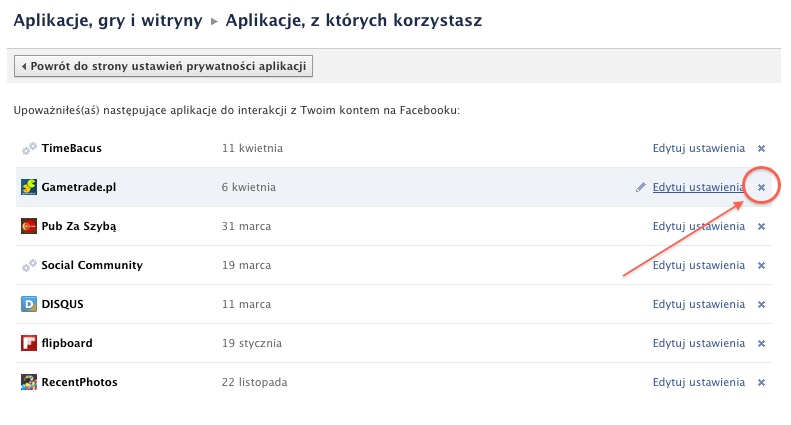 Aplikacje, gry i witryny ▸ Aplikacje, z których korzystasz
Powrót do strony ustawień prywatności aplikacji
Upoważniłeś(aś) następujące aplikacje do interakcji z Twoim kontem na Facebooku:
TimeBacus 11 kwietnia Edytuj ustawienia ×
Gametrade.pl 6 kwietnia Edytuj ustawienia ×
Pub Za Szybą 31 marca Edytuj ustawienia ×
Social Community 19 marca Edytuj ustawienia ×
DISQUS 11 marca Edytuj ustawienia ×
flipboard 19 stycznia Edytuj ustawienia ×
RecentPhotos 22 listopada Edytuj ustawienia ×